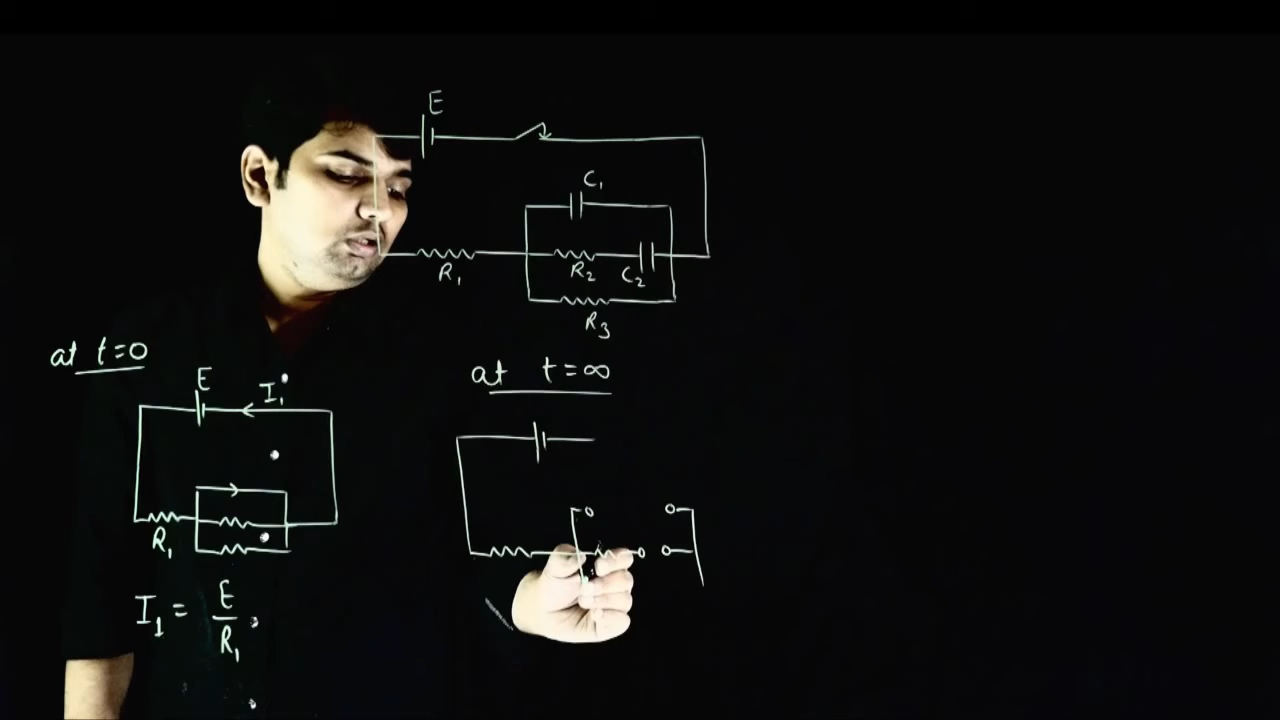 E
C₁
R₁
R₂ C₂
R₃
at t=0
E I₁
R₁
I₁ = E/R₁
at t=∞